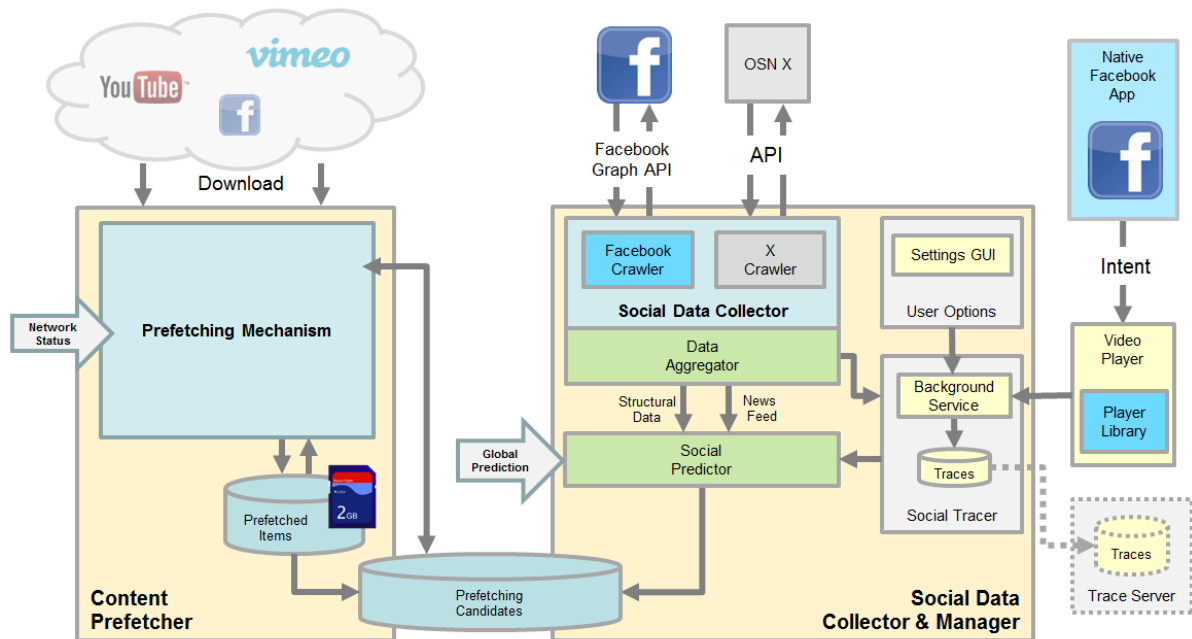 YouTube™
vimeo
f
Download
Network
Status
Prefetching Mechanism
2GB
Prefetched
Items
Content
Prefetcher
Prefetching
Candidates
f
OSN X
Facebook
Graph API
API
Facebook
Crawler
X
Crawler
Social Data Collector
Data
Aggregator
Structural
Data
News
Feed
Global
Prediction
Social
Predictor
Settings GUI
User Options
Background
Service
Traces
Social Tracer
Social Data
Collector & Manager
Native
Facebook
App
f
Intent
Video
Player
Player
Library
Traces
Trace Server